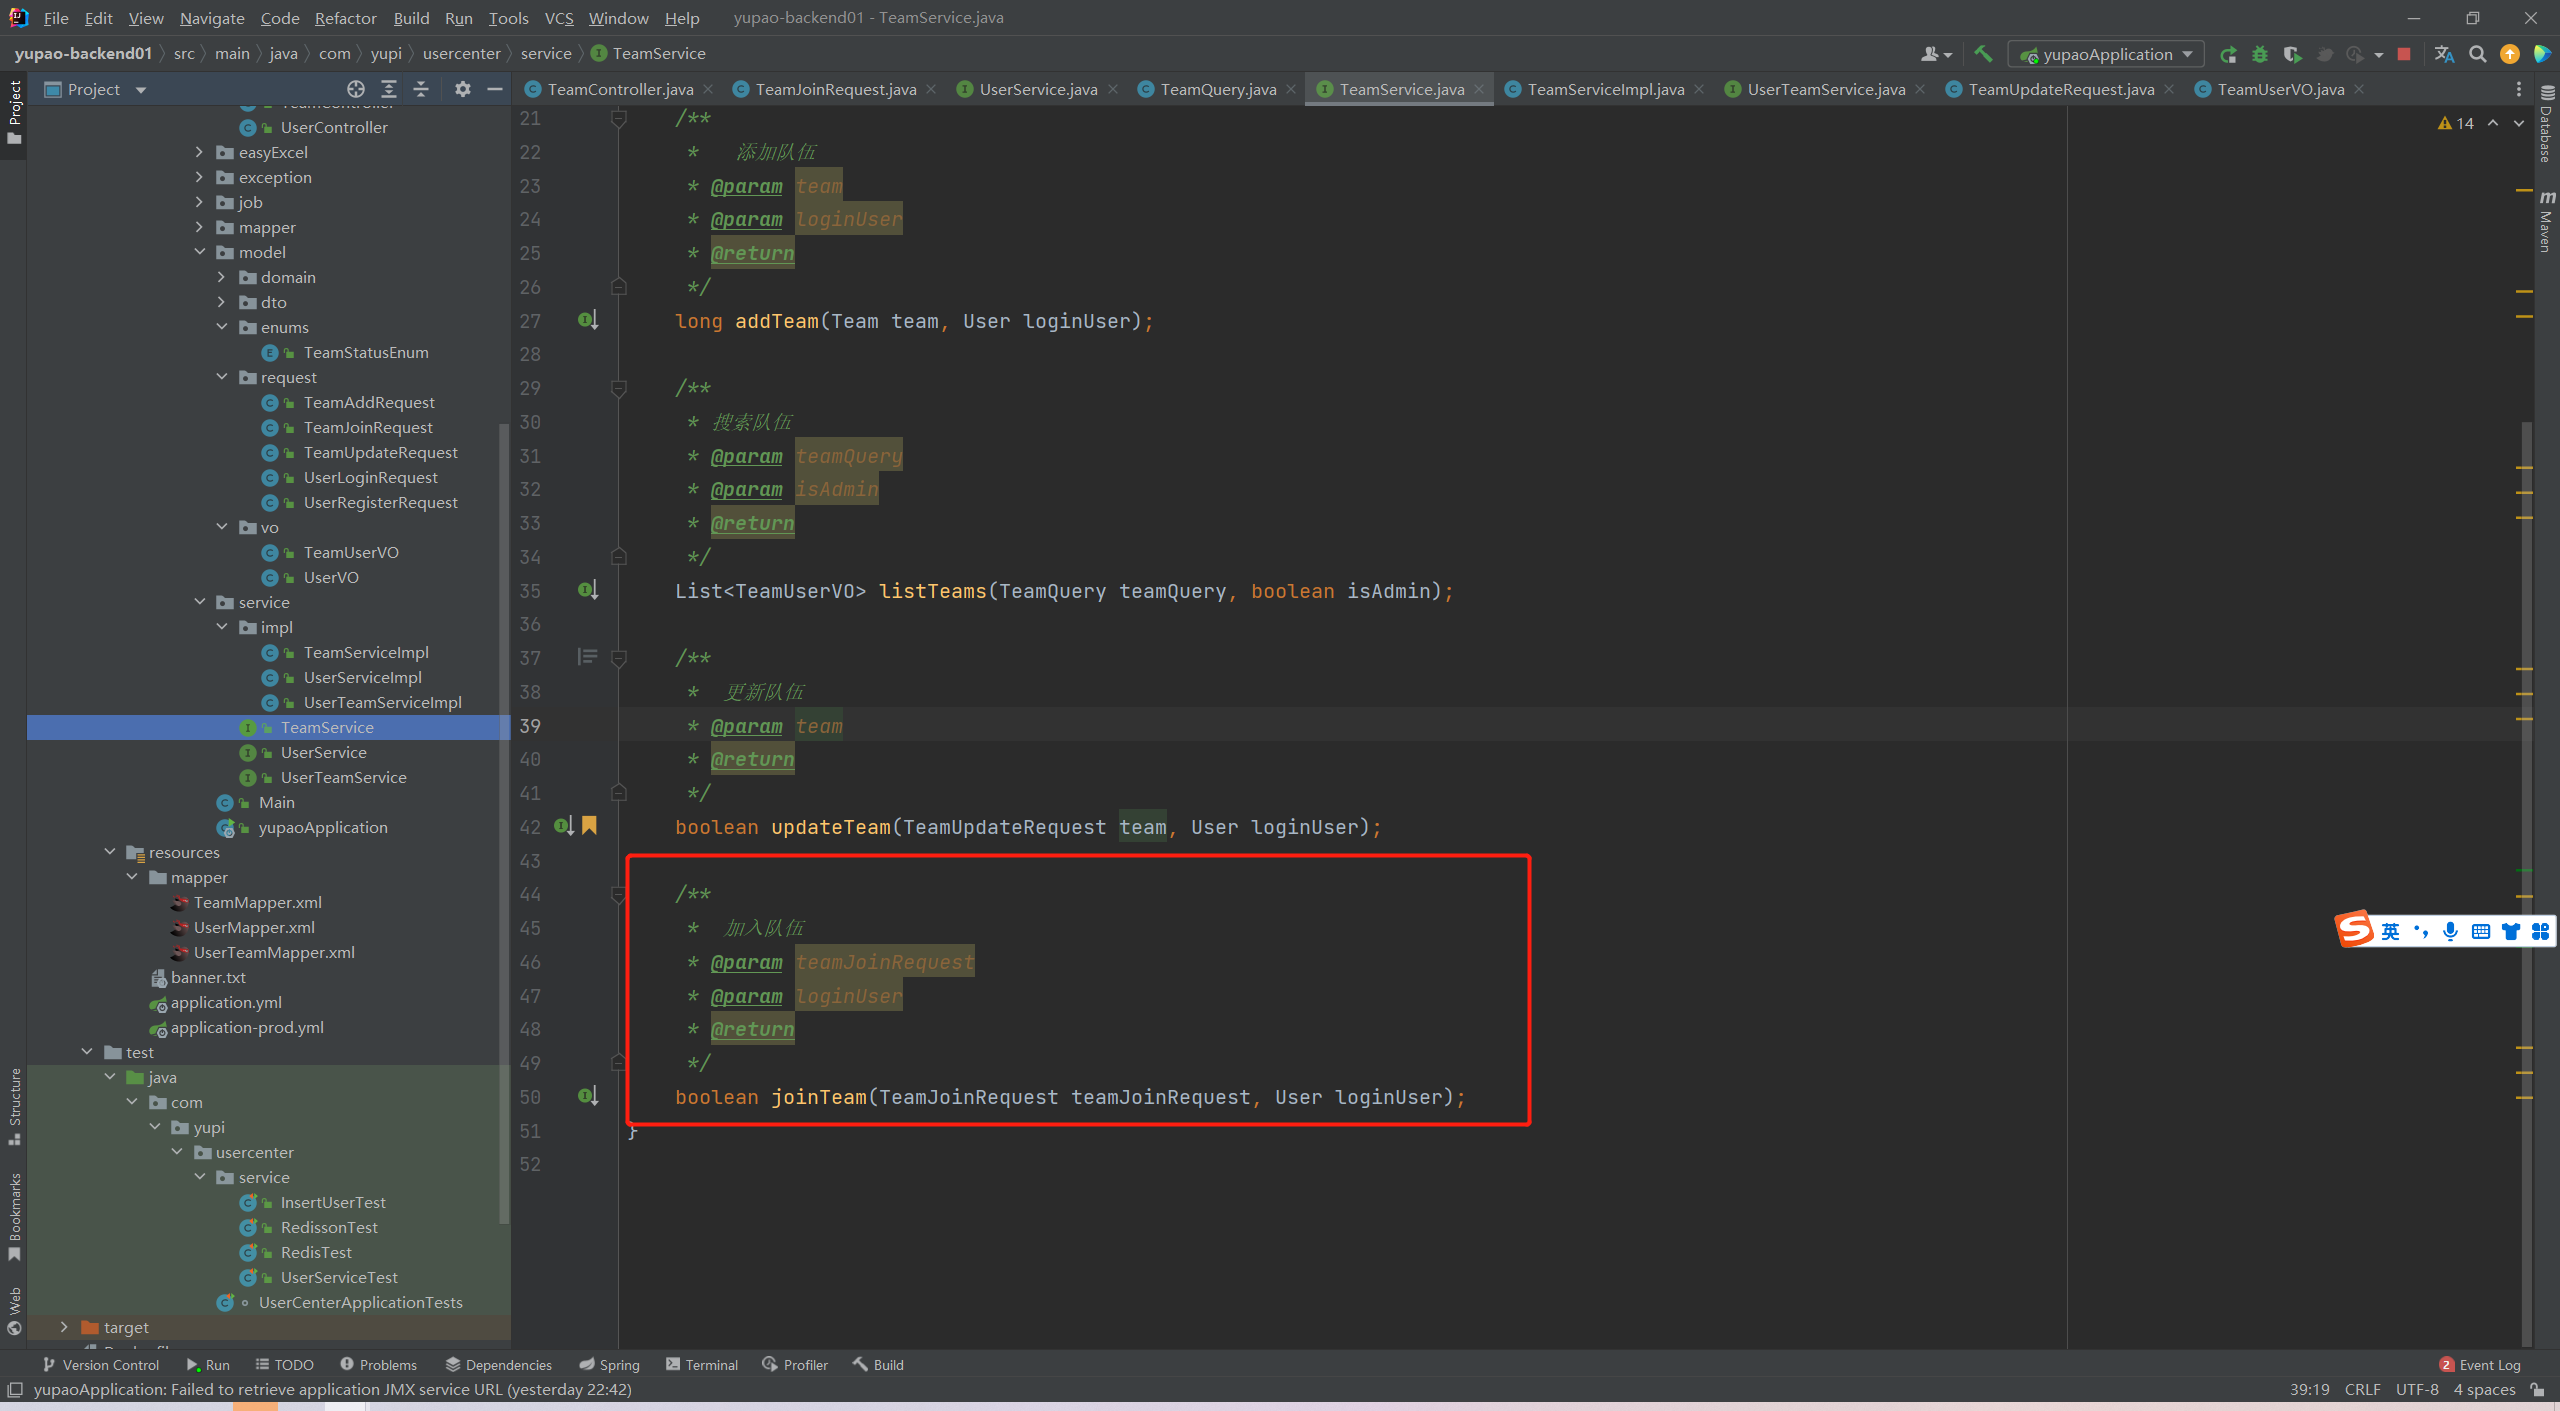 File Edit View Navigate Code Refactor Build Run Tools VCS Window Help yupao-backend01 - TeamService.java
yupao-backend01 src main java com yupi usercenter service TeamService
yupaoApplication
Project
TeamController.java TeamJoinRequest.java UserService.java TeamQuery.java TeamService.java TeamServiceImpl.java UserTeamService.java TeamUpdateRequest.java TeamUserVO.java
Project
Structure
Bookmarks
Web
TeamController
UserController
easyExcel
exception
job
mapper
model
domain
dto
enums
TeamStatusEnum
request
TeamAddRequest
TeamJoinRequest
TeamUpdateRequest
UserLoginRequest
UserRegisterRequest
vo
TeamUserVO
UserVO
service
impl
TeamServiceImpl
UserServiceImpl
UserTeamServiceImpl
TeamService
UserService
UserTeamService
Main
yupaoApplication
resources
mapper
TeamMapper.xml
UserMapper.xml
UserTeamMapper.xml
banner.txt
application.yml
application-prod.yml
test
java
com
yupi
usercenter
service
InsertUserTest
RedissonTest
RedisTest
UserServiceTest
UserCenterApplicationTests
target
21 /**
22 * 添加队伍
23 * @param team
24 * @param loginUser
25 * @return
26 */
27 long addTeam(Team team, User loginUser);
28
29 /**
30 * 搜索队伍
31 * @param teamQuery
32 * @param isAdmin
33 * @return
34 */
35 List<TeamUserVO> listTeams(TeamQuery teamQuery, boolean isAdmin);
36
37 /**
38 * 更新队伍
39 * @param team
40 * @return
41 */
42 boolean updateTeam(TeamUpdateRequest team, User loginUser);
43
44 /**
45 * 加入队伍
46 * @param teamJoinRequest
47 * @param loginUser
48 * @return
49 */
50 boolean joinTeam(TeamJoinRequest teamJoinRequest, User loginUser);
51 }
52
14
Database
Maven
英
Version Control Run TODO Problems Dependencies Spring Terminal Profiler Build 2 Event Log
yupaoApplication: Failed to retrieve application JMX service URL (yesterday 22:42) 39:19 CRLF UTF-8 4 spaces